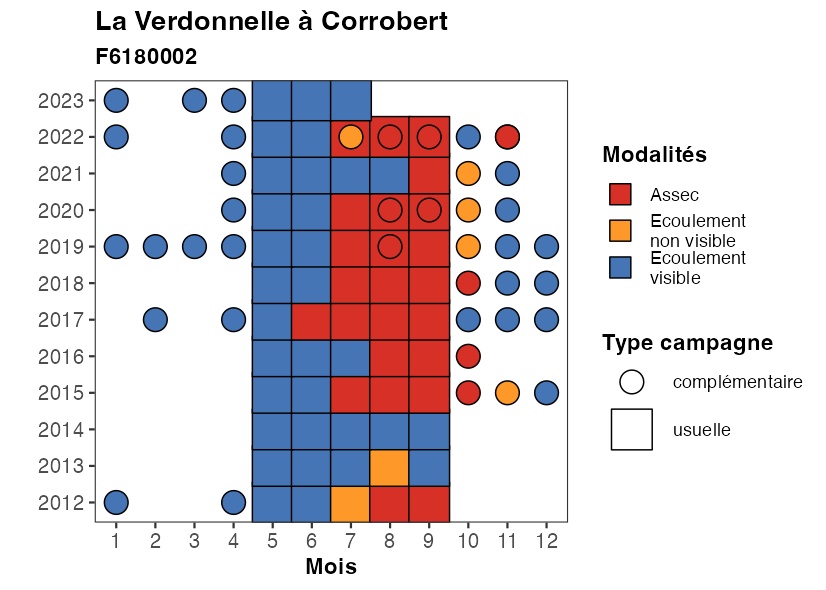 La Verdonnelle à Corrobert
F6180002
2023
2022
2021
2020
2019
2018
2017
2016
2015
2014
2013
2012
1 2 3 4 5 6 7 8 9 10 11 12
Mois
Modalités
Assec
Ecoulement
non visible
Ecoulement
visible
Type campagne
complémentaire
usuelle